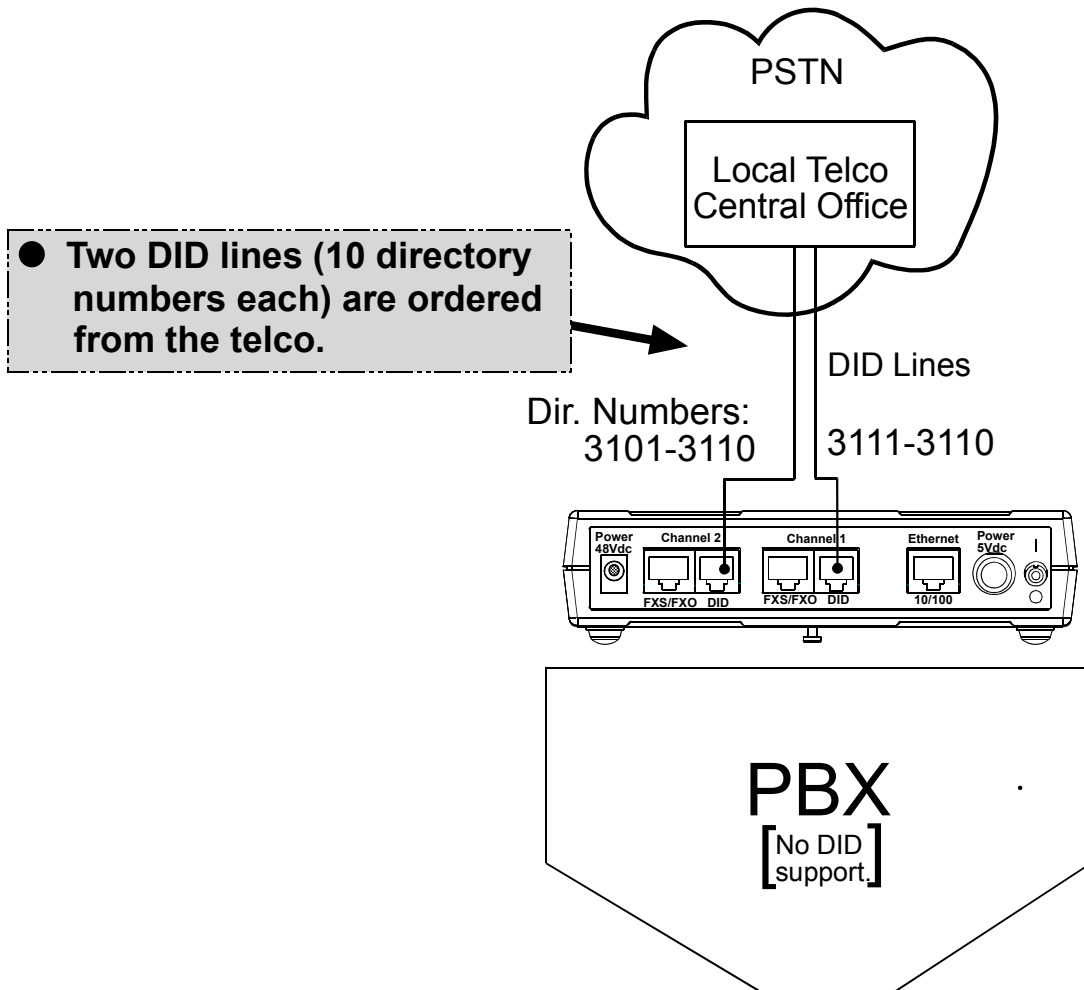 PSTN
Local Telco
Central Office
● Two DID lines (10 directory
numbers each) are ordered
from the telco.
DID Lines
Dir. Numbers:
3101-3110
3111-3110
Power
48Vdc
Channel 2
FXS/FXO DID
Channel 1
FXS/FXO DID
Ethernet
10/100
Power
5Vdc
|
PBX
[No DID
support.]